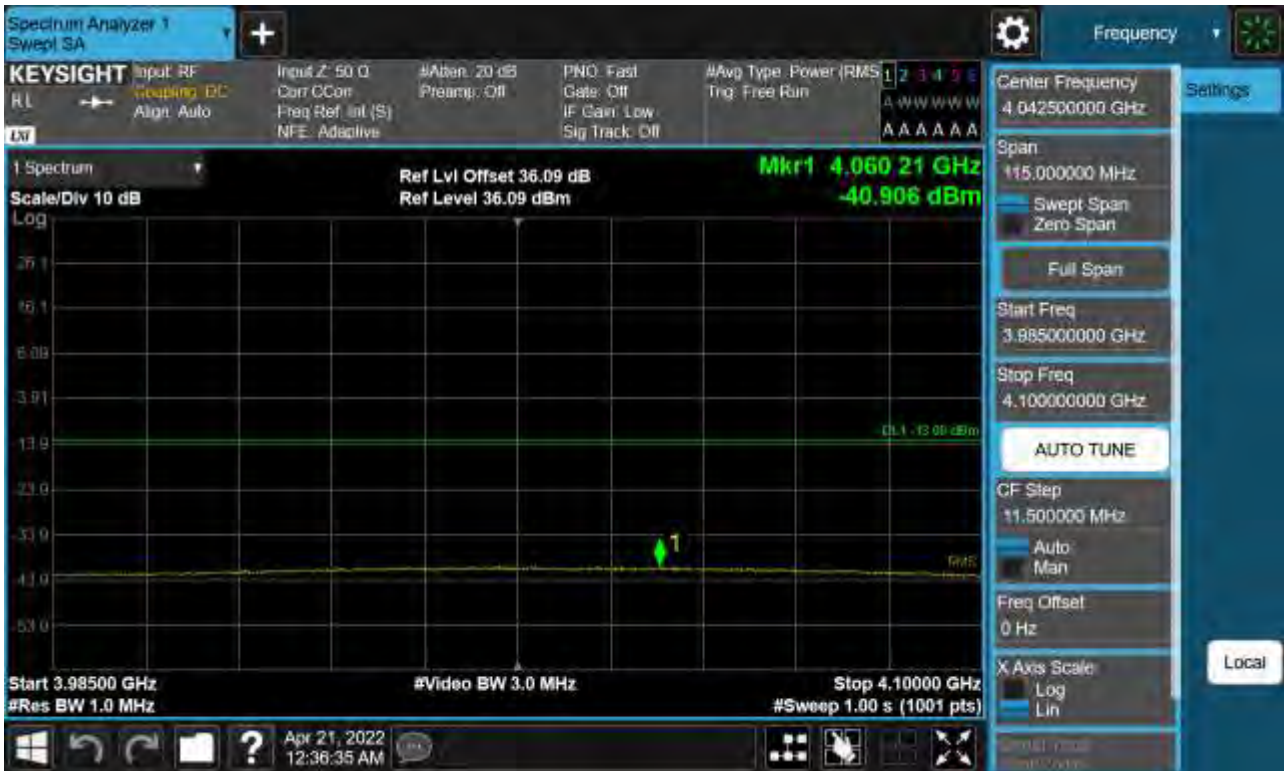 Spectrum Analyzer 1
Swept SA
+
Frequency
KEYSIGHT
RL
LXI
Input: RF
Coupling: DC
Align: Auto
Input Z: 50 Ω
Corr CCorr
Freq Ref: Int (S)
NFE: Adaptive
#Atten: 20 dB
Preamp: Off
PNO: Fast
Gate: Off
IF Gain: Low
Sig Track: Off
#Avg Type: Power (RMS
Trig: Free Run
1 2 3 4 5 6
A W W W W W
A A A A A A
1 Spectrum
Scale/Div 10 dB
Log
Ref Lvl Offset 36.09 dB
Ref Level 36.09 dBm
Mkr1 4.060 21 GHz
-40.906 dBm
26.1
16.1
6.09
-3.91
-13.9
-23.9
-33.9
-43.9
-53.9
DL1 -13.00 dBm
1
RMS
Start 3.98500 GHz
#Res BW 1.0 MHz
#Video BW 3.0 MHz
Stop 4.10000 GHz
#Sweep 1.00 s (1001 pts)
Center Frequency
4.042500000 GHz
Settings
Span
115.000000 MHz
Swept Span
Zero Span
Full Span
Start Freq
3.985000000 GHz
Stop Freq
4.100000000 GHz
AUTO TUNE
CF Step
11.500000 MHz
Auto
Man
Freq Offset
0 Hz
X Axis Scale
Log
Lin
Local
?
Apr 21, 2022
12:36:35 AM